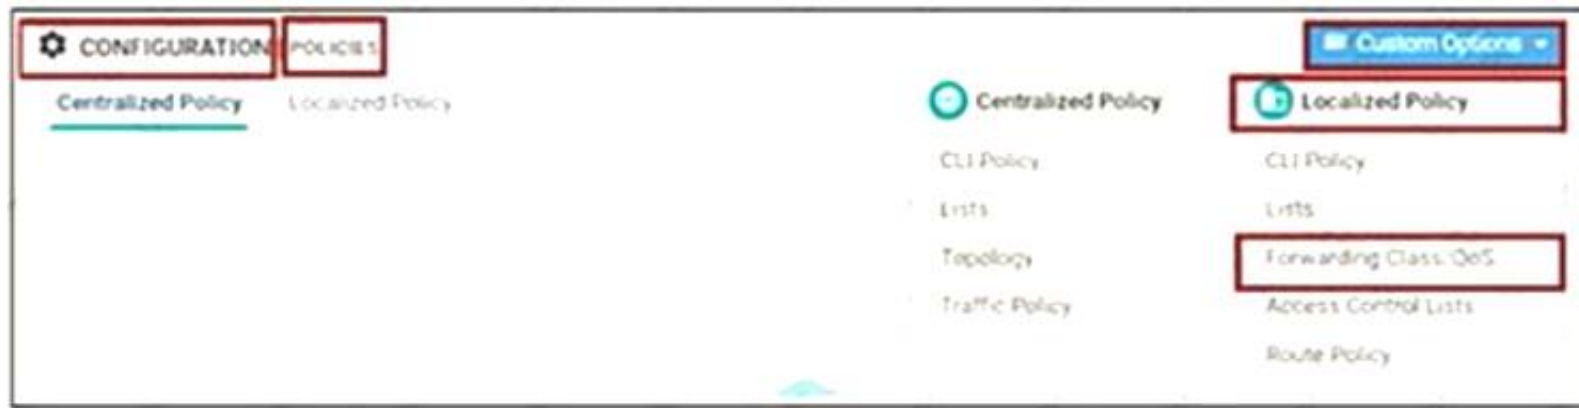 CONFIGURATION POLICIES
Custom Options
Centralized Policy Localized Policy
Centralized Policy
CLI Policy
Lists
Topology
Traffic Policy
Localized Policy
CLI Policy
Lists
Forwarding Class/QoS
Access Control Lists
Route Policy